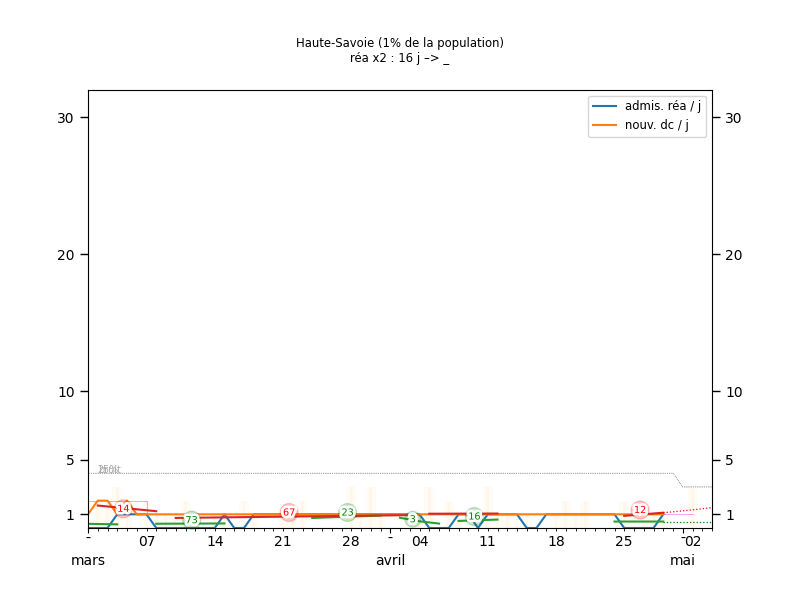 Haute-Savoie (1% de la population)
réa x2 : 16 j –> _
admis. réa / j
nouv. dc / j
30 30
20 20
10 10
5 5
1 1
14 73 67 23 3 16 12
- 07 14 21 28 - 04 11 18 25 - 02
mars avril mai